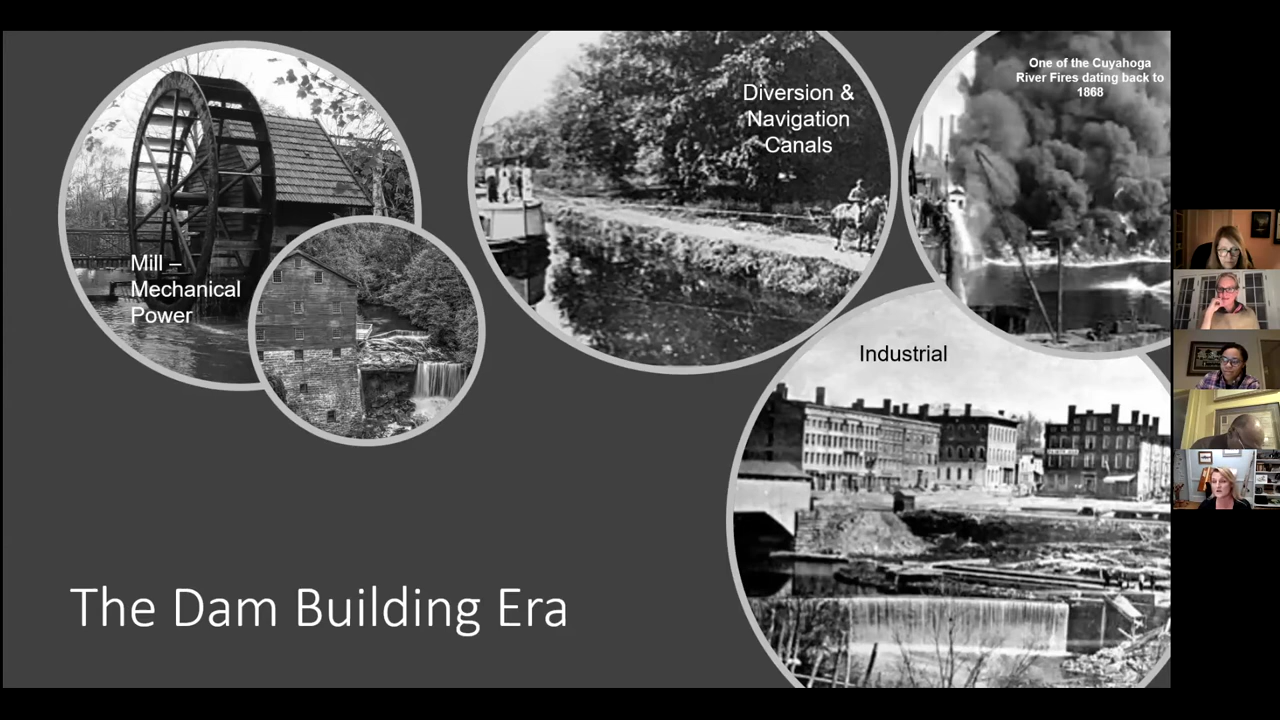 Mill –
Mechanical
Power
Diversion &
Navigation
Canals
One of the Cuyahoga
River Fires dating back to
1868
Industrial
The Dam Building Era